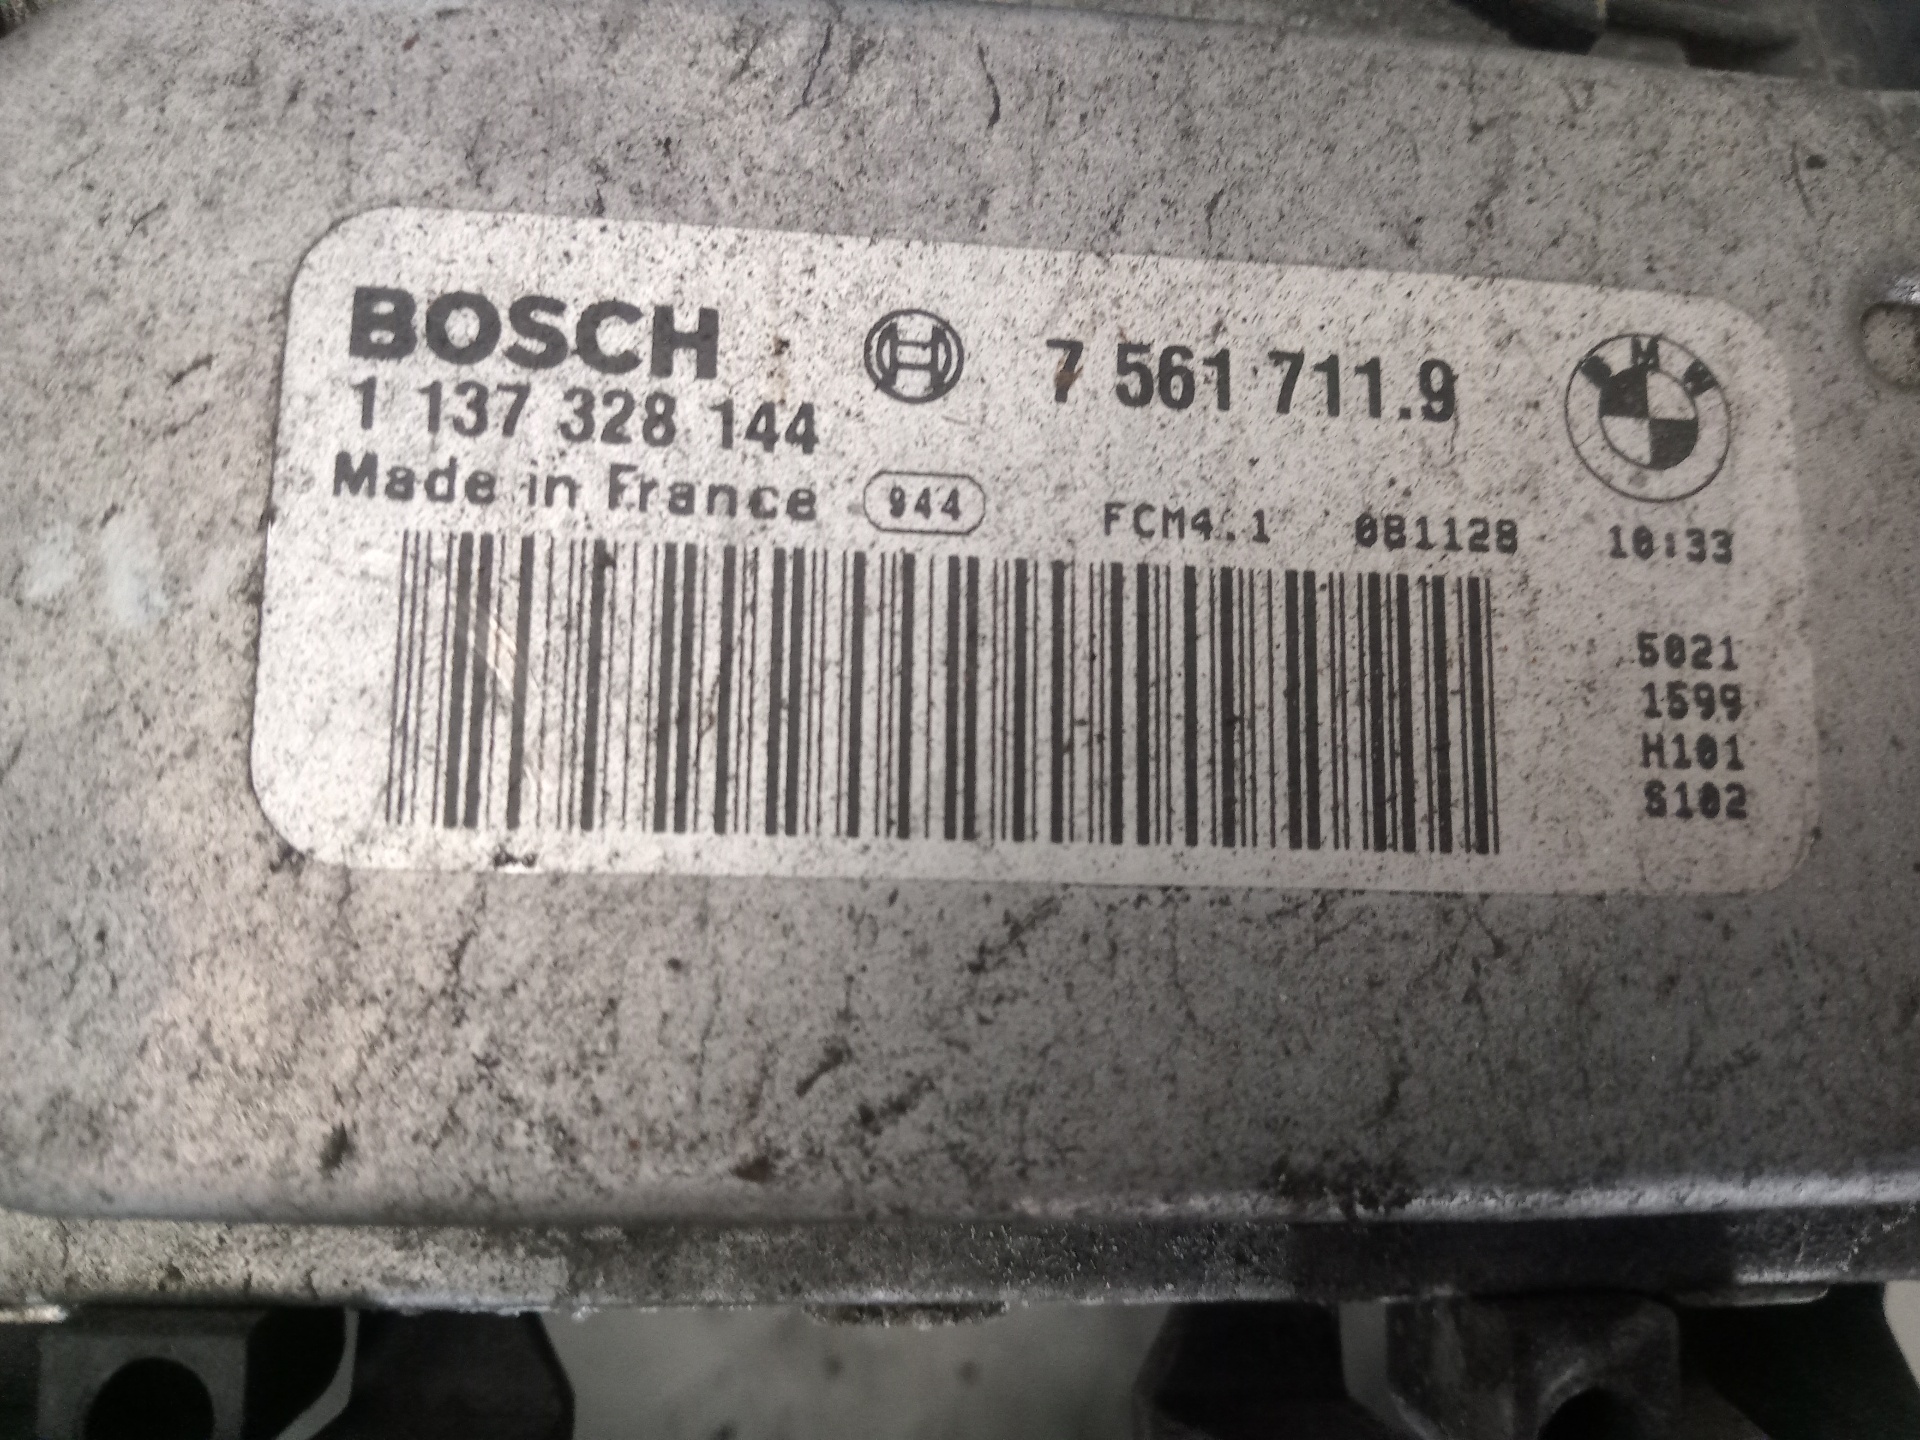 BOSCH 7 561 711.9 BMW
1 137 328 144
Made in France 944 FCM4.1 081128 10:33
5021
1599
H101
S102